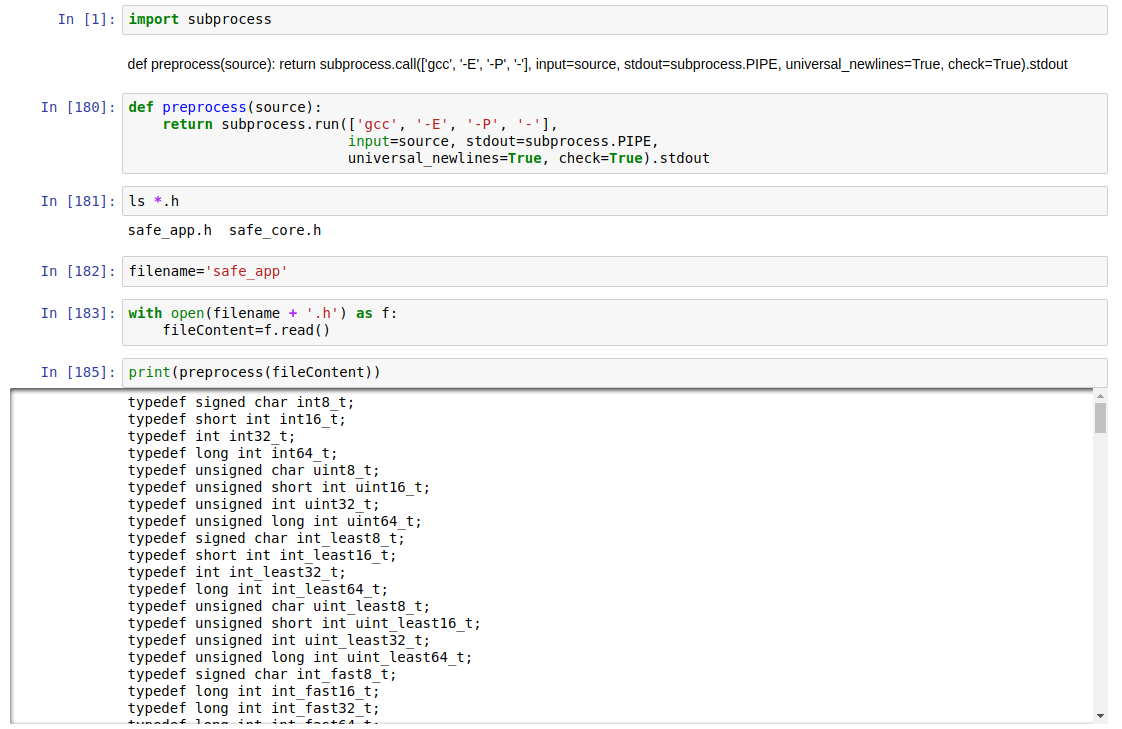 In [1]: import subprocess
def preprocess(source): return subprocess.call(['gcc', '-E', '-P', '-'], input=source, stdout=subprocess.PIPE, universal_newlines=True, check=True).stdout
In [180]: def preprocess(source):
return subprocess.run(['gcc', '-E', '-P', '-'],
input=source, stdout=subprocess.PIPE,
universal_newlines=True, check=True).stdout
In [181]: ls *.h
safe_app.h  safe_core.h
In [182]: filename='safe_app'
In [183]: with open(filename + '.h') as f:
fileContent=f.read()
In [185]: print(preprocess(fileContent))
typedef signed char int8_t;
typedef short int int16_t;
typedef int int32_t;
typedef long int int64_t;
typedef unsigned char uint8_t;
typedef unsigned short int uint16_t;
typedef unsigned int uint32_t;
typedef unsigned long int uint64_t;
typedef signed char int_least8_t;
typedef short int int_least16_t;
typedef int int_least32_t;
typedef long int int_least64_t;
typedef unsigned char uint_least8_t;
typedef unsigned short int uint_least16_t;
typedef unsigned int uint_least32_t;
typedef unsigned long int uint_least64_t;
typedef signed char int_fast8_t;
typedef long int int_fast16_t;
typedef long int int_fast32_t;
typedef long int int_fast64_t;